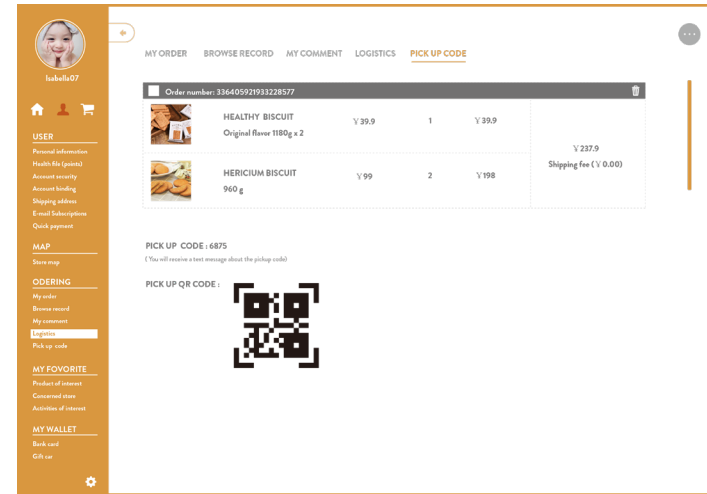 Isabella07
USER
Personal information
Health file (points)
Account security
Account binding
Shipping address
E-mail Subscriptions
Quick payment
MAP
Store map
ODERING
My order
Browse record
My comment
Logistics
Pick up code
MY FOVORITE
Product of interest
Concerned store
Activities of interest
MY WALLET
Bank card
Gift car
MY ORDER BROWSE RECORD MY COMMENT LOGISTICS PICK UP CODE
Order number: 336405921933228577
HEALTHY BISCUIT
Original flavor 1180g x 2
¥ 39.9 1 ¥ 39.9
HERICIUM BISCUIT
960 g
¥ 99 2 ¥ 198
¥ 237.9
Shipping fee ( ¥ 0.00)
PICK UP CODE : 6875
( You will receive a text message about the pickup code)
PICK UP QR CODE :